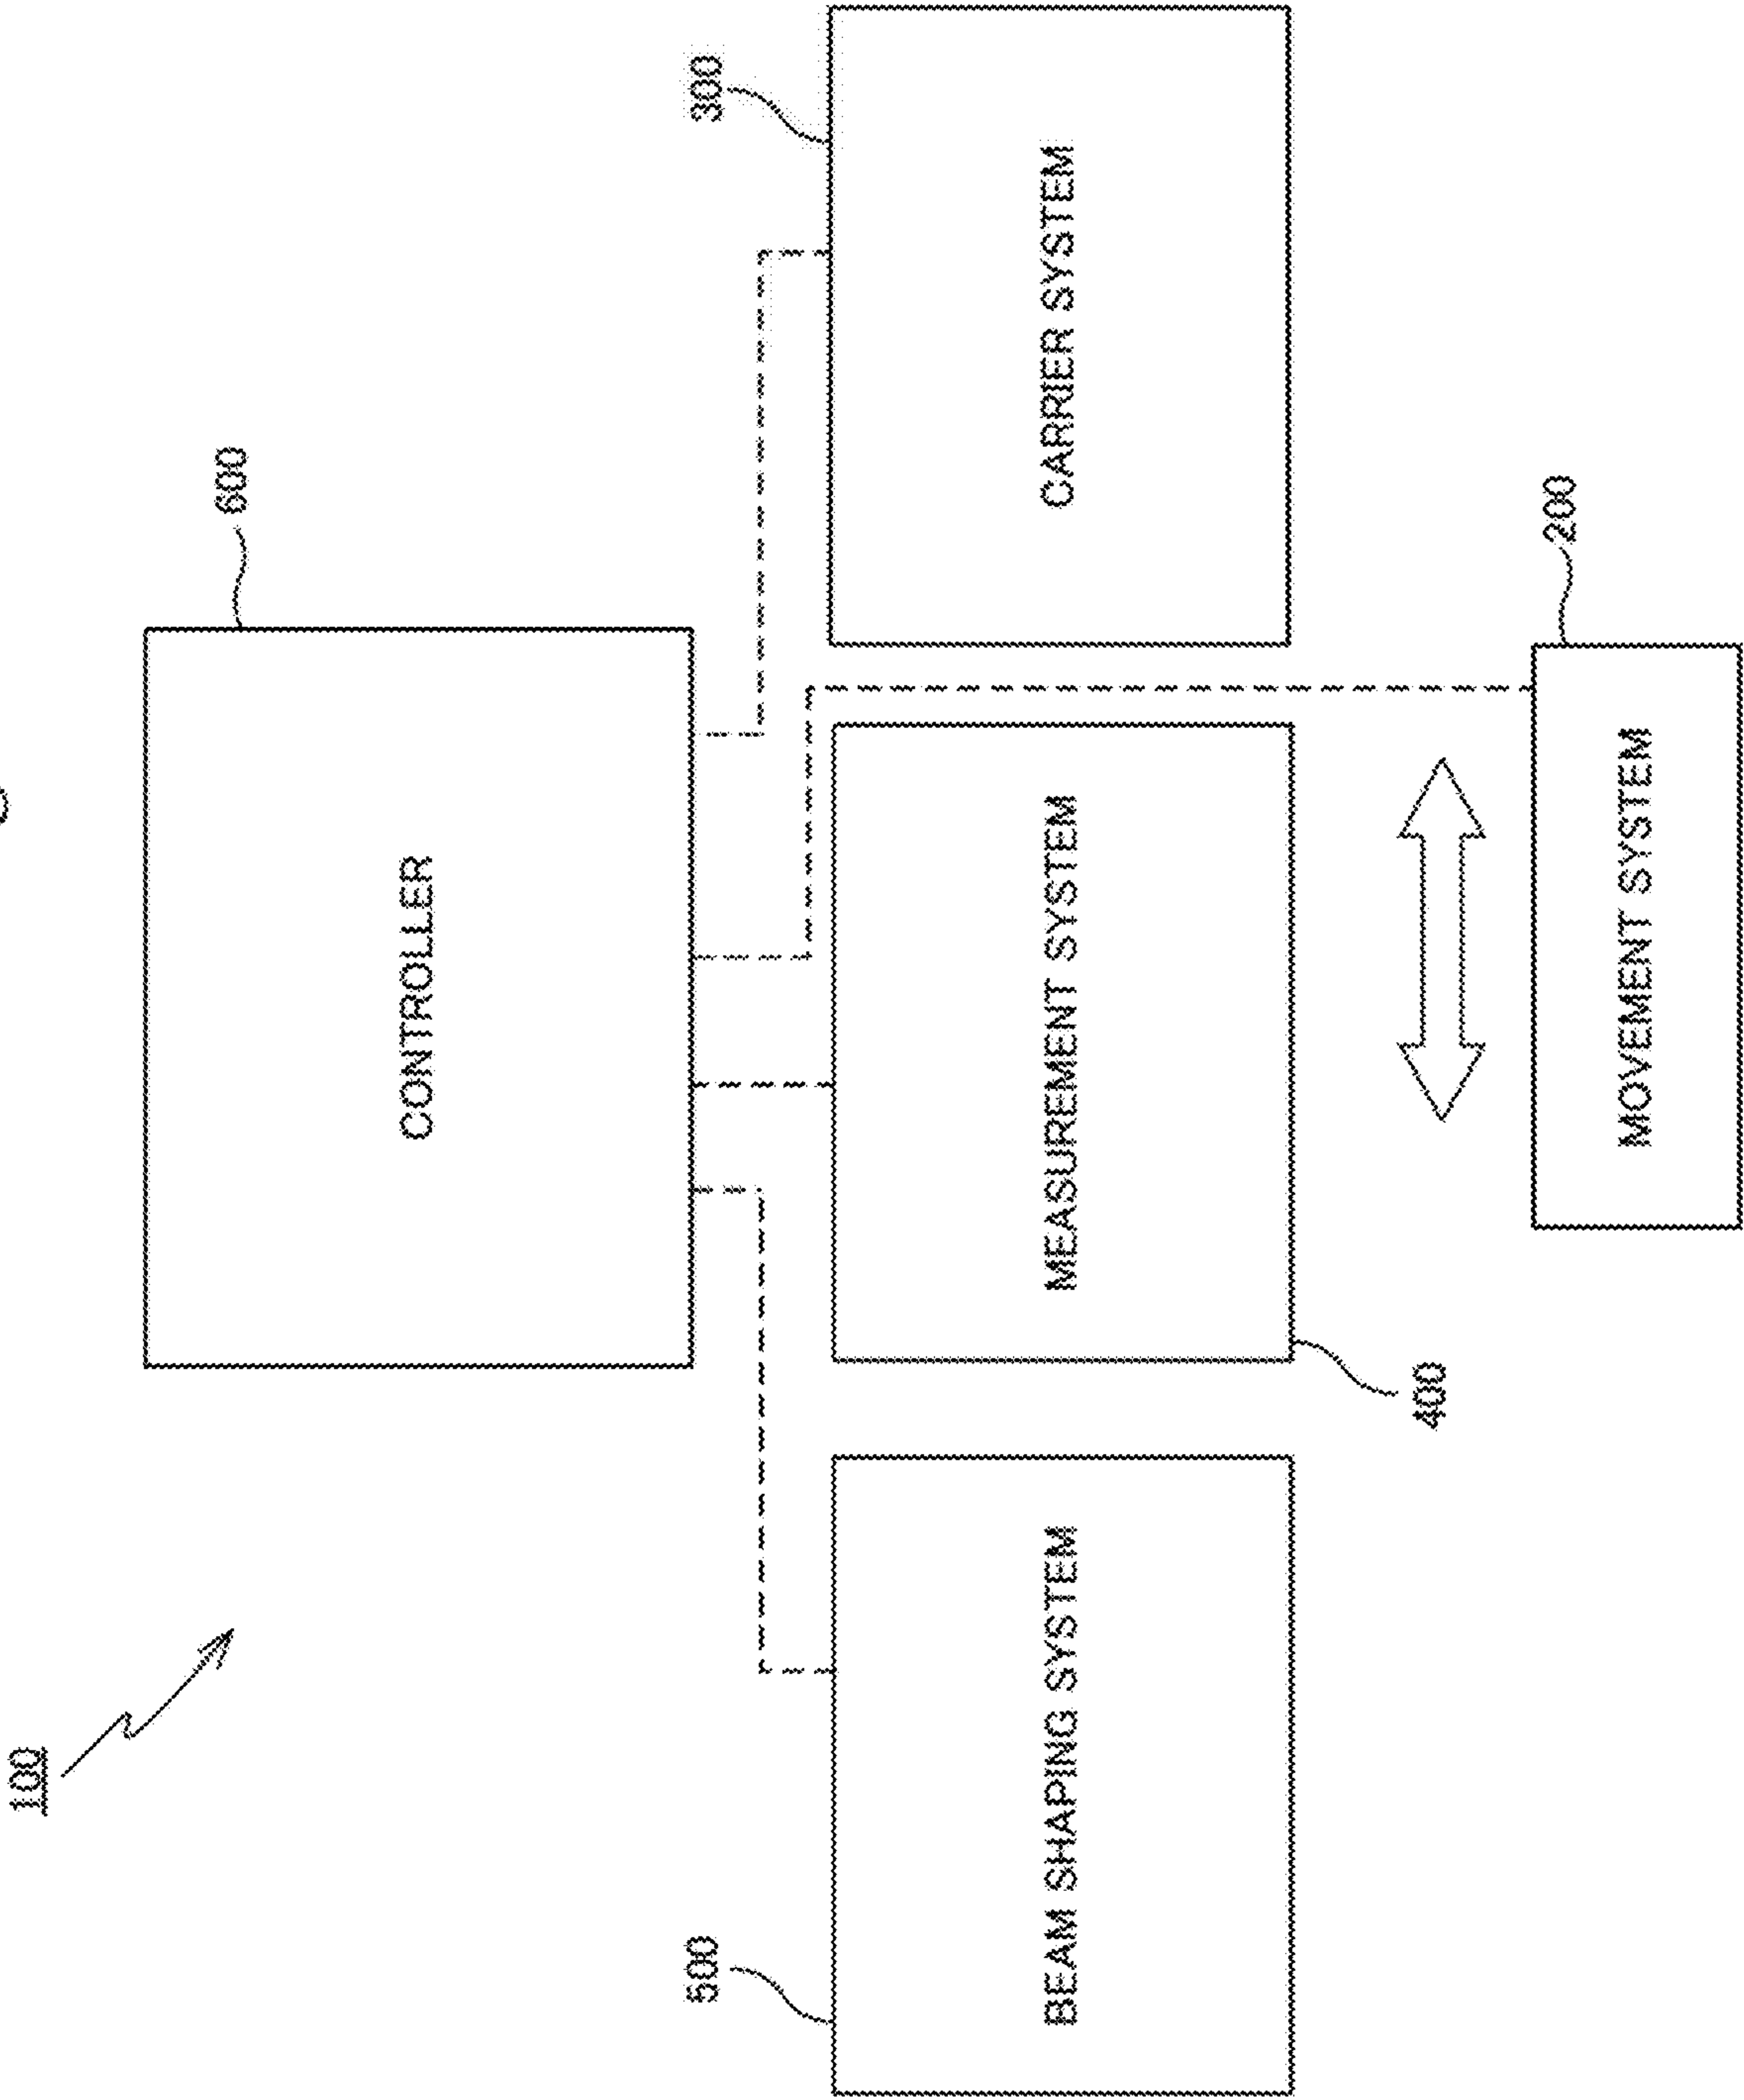 100
600
CONTROLLER
500
300
BEAM SHAPING SYSTEM
MEASUREMENT SYSTEM
CARRIER SYSTEM
400
200
MOVEMENT SYSTEM